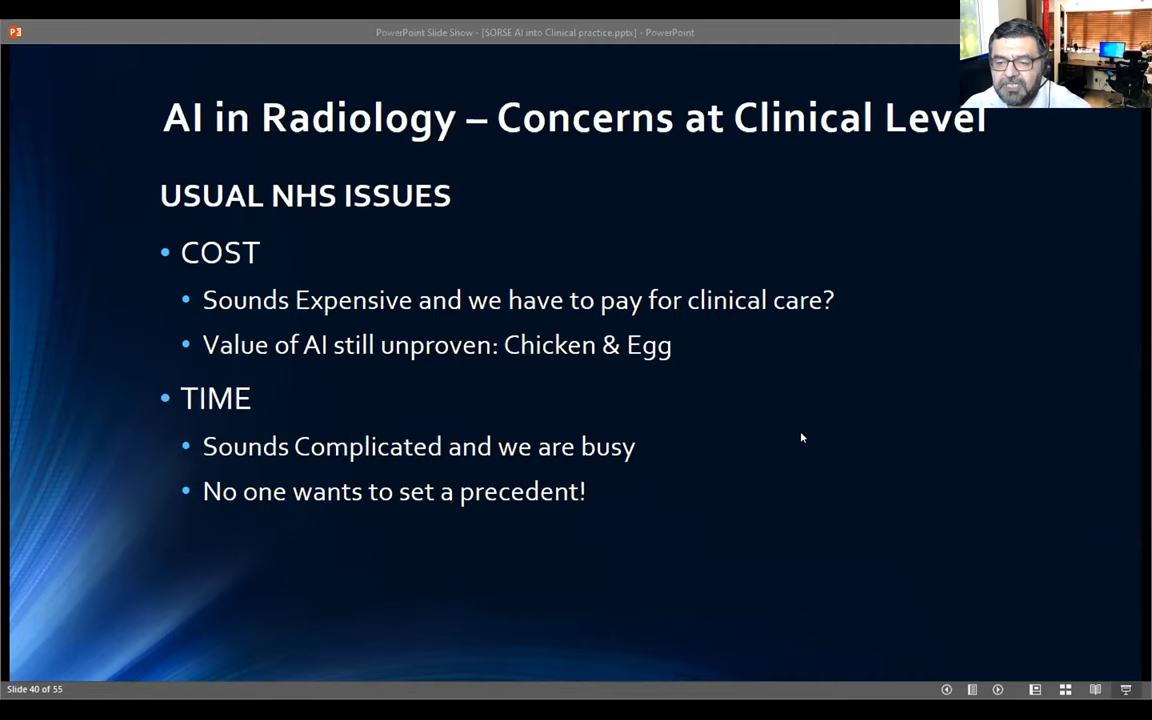 PowerPoint Slide Show - [SORSE AI into Clinical practice.pptx] - PowerPoint
AI in Radiology – Concerns at Clinical Level
USUAL NHS ISSUES
• COST
• Sounds Expensive and we have to pay for clinical care?
• Value of AI still unproven: Chicken & Egg
• TIME
• Sounds Complicated and we are busy
• No one wants to set a precedent!
Slide 40 of 55